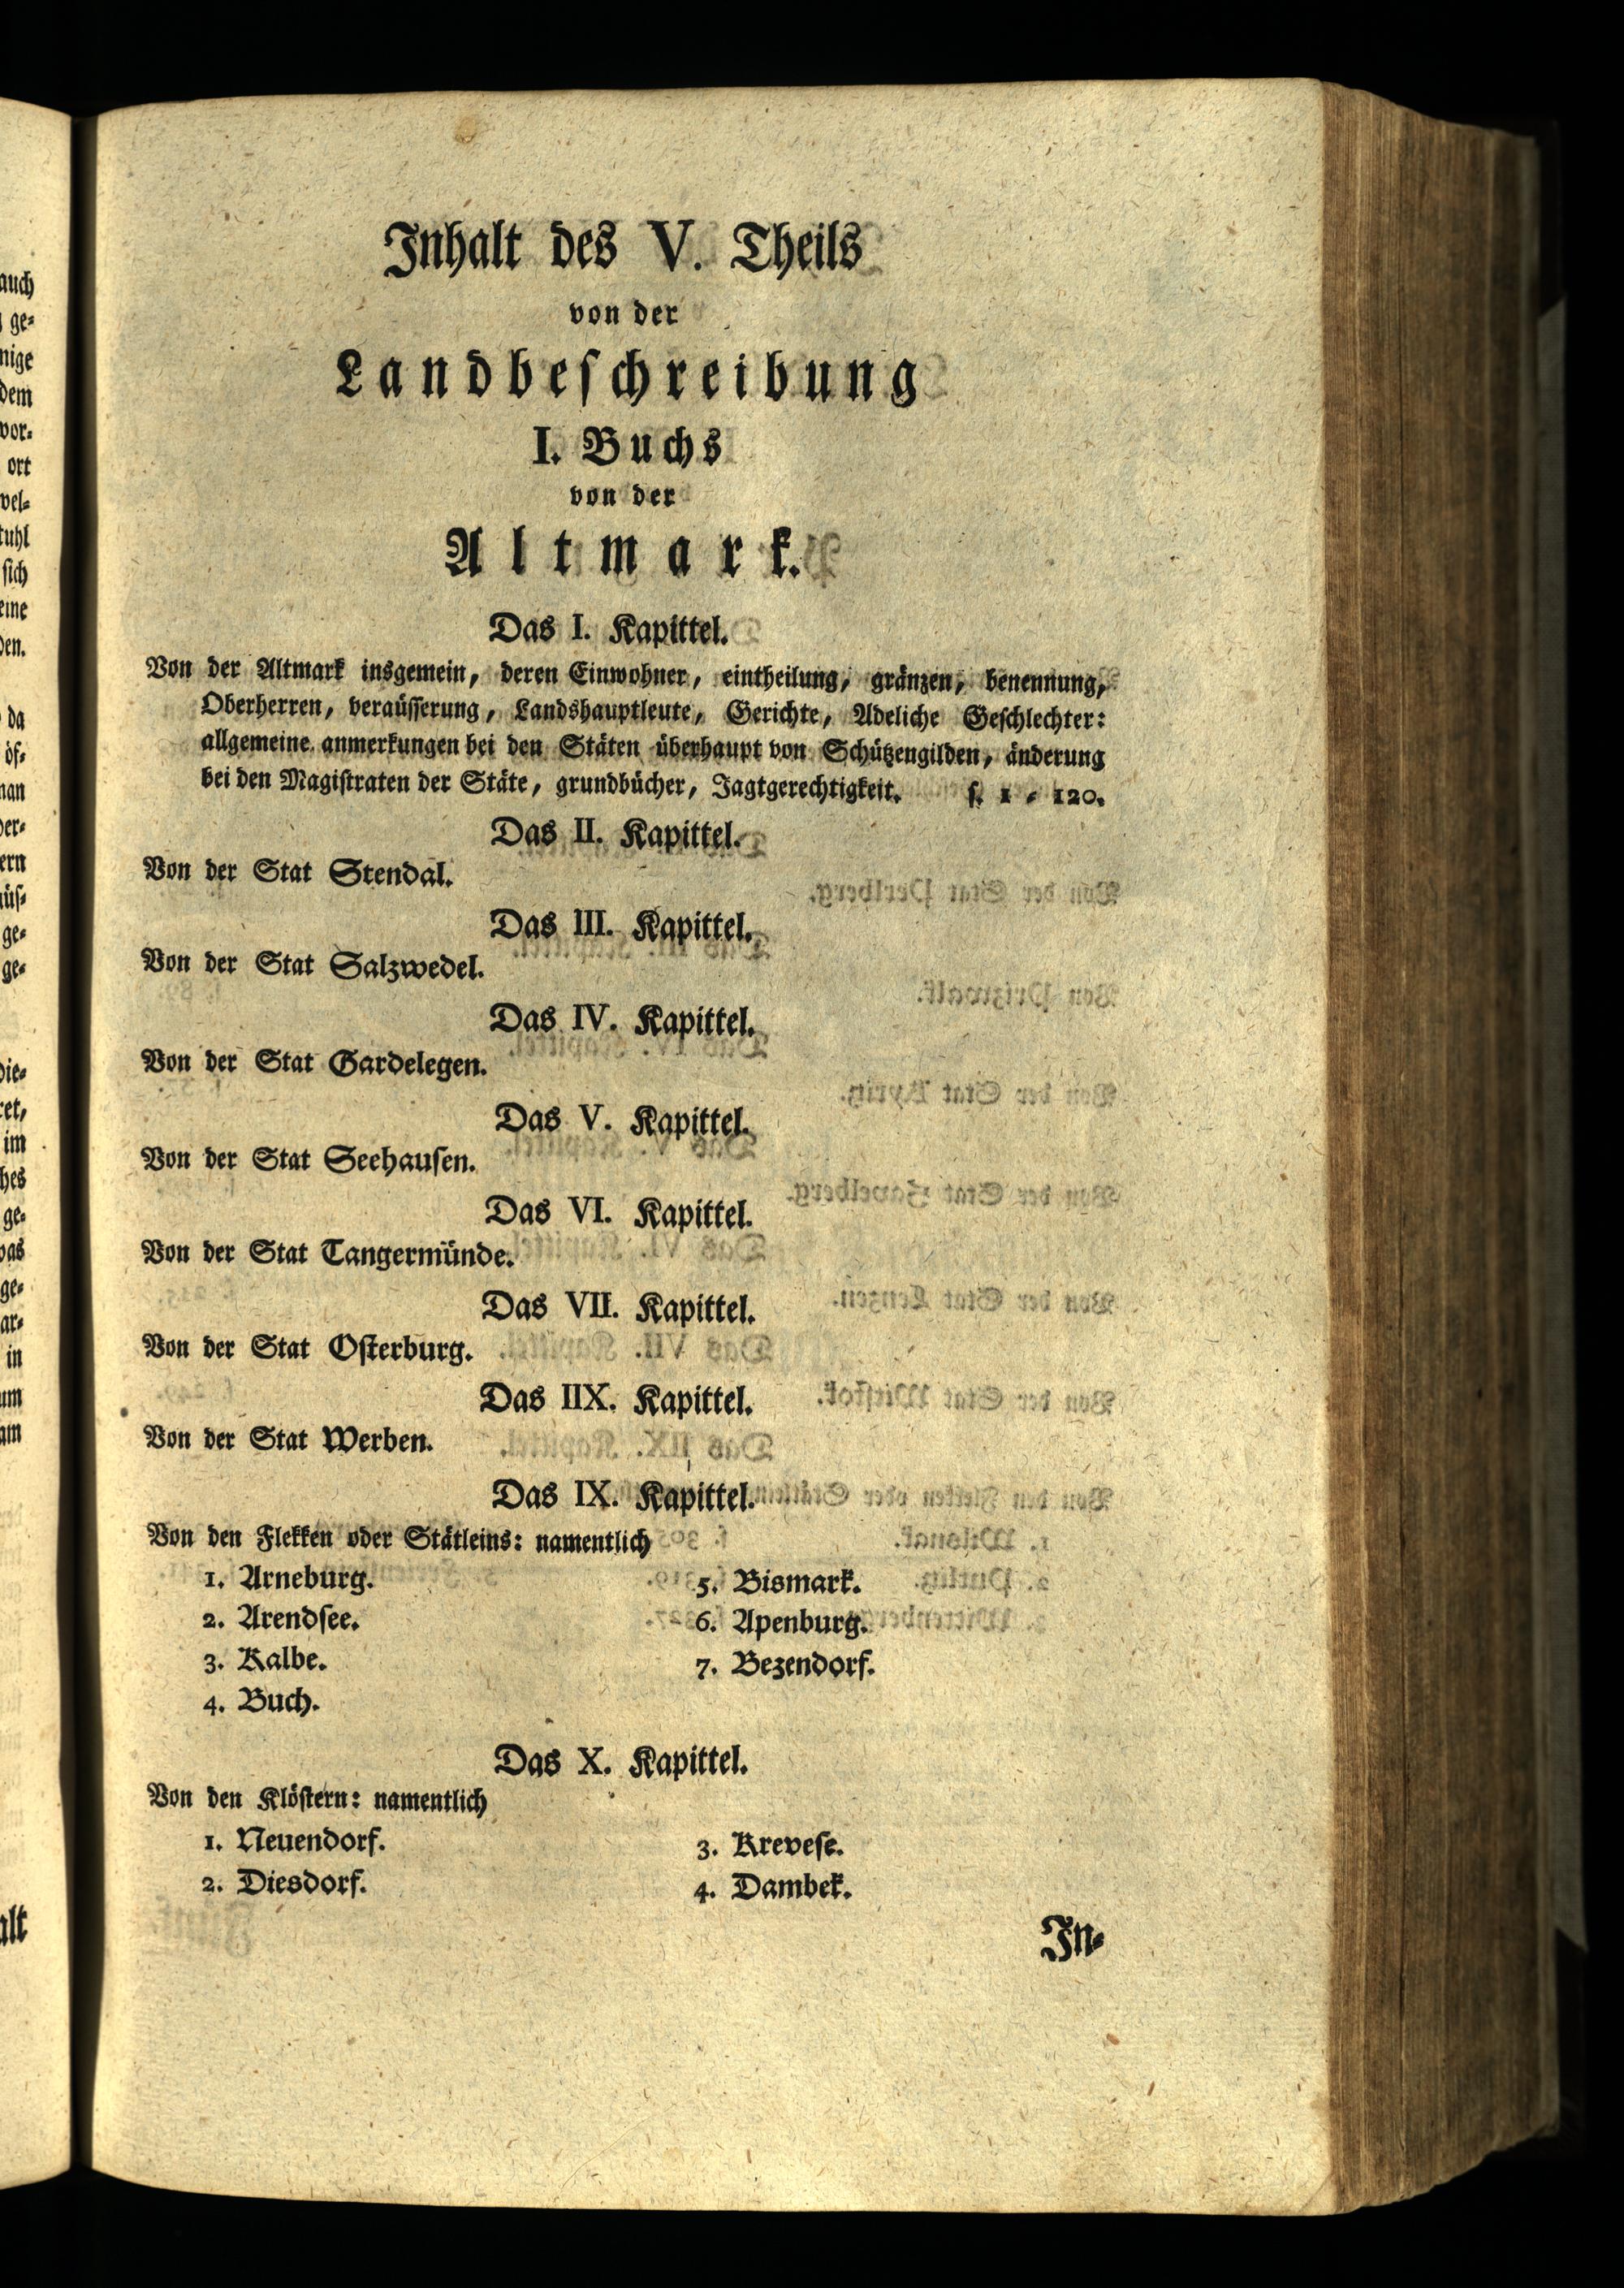 Inhalt des V. Theils
von der
Landbeschreibung
I. Buchs
von der
Altmark.
Das I. Kapittel.
Von der Altmark insgemein, deren Einwohner, eintheilung, gränzen, benennung,
Oberherren, veraüsserung, Landshauptleute, Gerichte, Adeliche Geschlechter:
allgemeine anmerkungen bei den Stäten überhaupt von Schützengilden, änderung
bei den Magistraten der Stäte, grundbücher, Jagtgerechtigkeit. s. 1 - 120.
Das II. Kapittel.
Von der Stat Stendal.
Das III. Kapittel.
Von der Stat Salzwedel.
Das IV. Kapittel.
Von der Stat Gardelegen.
Das V. Kapittel.
Von der Stat Seehausen.
Das VI. Kapittel.
Von der Stat Tangermünde.
Das VII. Kapittel.
Von der Stat Osterburg.
Das IIX. Kapittel.
Von der Stat Werben.
Das IX. Kapittel.
Von den Flekken oder Stätleins: namentlich
1. Arneburg.
2. Arendsee.
3. Kalbe.
4. Buch.
5. Bismark.
6. Apenburg.
7. Bezendorf.
Das X. Kapittel.
Von den Klöstern: namentlich
1. Neuendorf.
2. Diesdorf.
3. Krevese.
4. Dambek.
In-